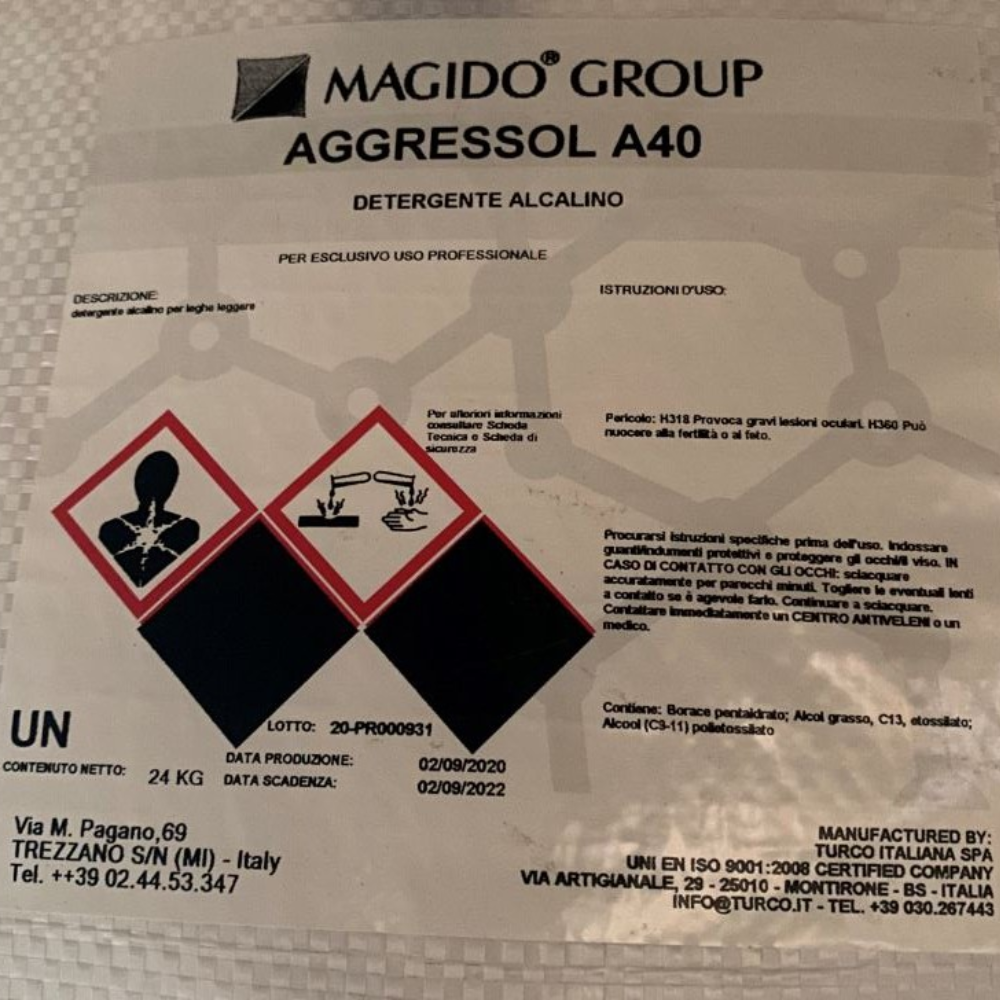 MAGIDO® GROUP
AGGRESSOL A40
DETERGENTE ALCALINO
PER ESCLUSIVO USO PROFESSIONALE
DESCRIZIONE:
detergente alcalino per leghe leggere
ISTRUZIONI D'USO:
Per ulteriori informazioni
consultare Scheda
Tecnica e Scheda di
sicurezza
Pericolo: H318 Provoca gravi lesioni oculari. H360 Può
nuocere alla fertilità o al feto.
Procurarsi istruzioni specifiche prima dell'uso. Indossare
guanti/indumenti protettivi e proteggere gli occhi/il viso. IN
CASO DI CONTATTO CON GLI OCCHI: sciacquare
accuratamente per parecchi minuti. Togliere le eventuali lenti
a contatto se è agevole farlo. Continuare a sciacquare.
Contattare immediatamente un CENTRO ANTIVELENI o un
medico.
Contiene: Borace pentaidrato; Alcol grasso, C13, etossilato;
Alcool (C9-11) polietossilato
UN
LOTTO: 20-PR000931
CONTENUTO NETTO: 24 KG
DATA PRODUZIONE: 02/09/2020
DATA SCADENZA: 02/09/2022
Via M. Pagano,69
TREZZANO S/N (MI) - Italy
Tel. ++39 02.44.53.347
MANUFACTURED BY:
TURCO ITALIANA SPA
UNI EN ISO 9001:2008 CERTIFIED COMPANY
VIA ARTIGIANALE, 29 - 25010 - MONTIRONE - BS - ITALIA
INFO@TURCO.IT - TEL. +39 030.267443